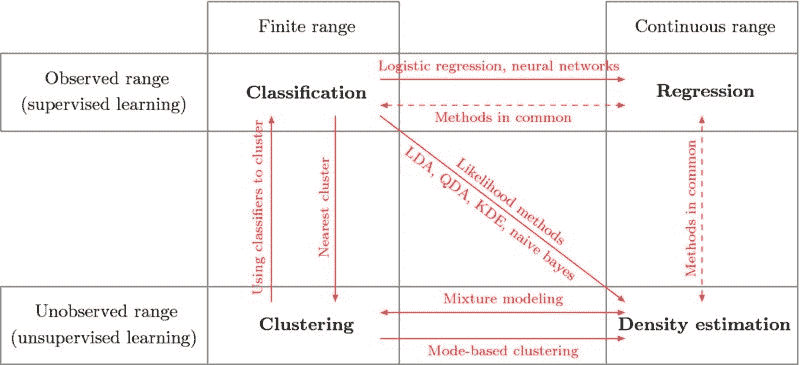 Finite range
Continuous range
Observed range
(supervised learning)
Classification
Logistic regression, neural networks
Methods in common
Regression
Using classifiers to cluster
Nearest cluster
Likelihood methods
LDA, QDA, KDE, naive bayes
Methods in common
Unobserved range
(unsupervised learning)
Clustering
Mixture modeling
Mode-based clustering
Density estimation